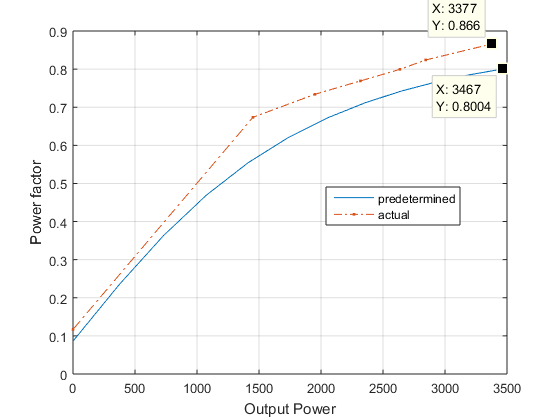 X: 3377
Y: 0.866
X: 3467
Y: 0.8004
0.9
0.8
0.7
0.6
0.5
0.4
0.3
0.2
0.1
0
Power factor
predetermined
actual
0 500 1000 1500 2000 2500 3000 3500
Output Power